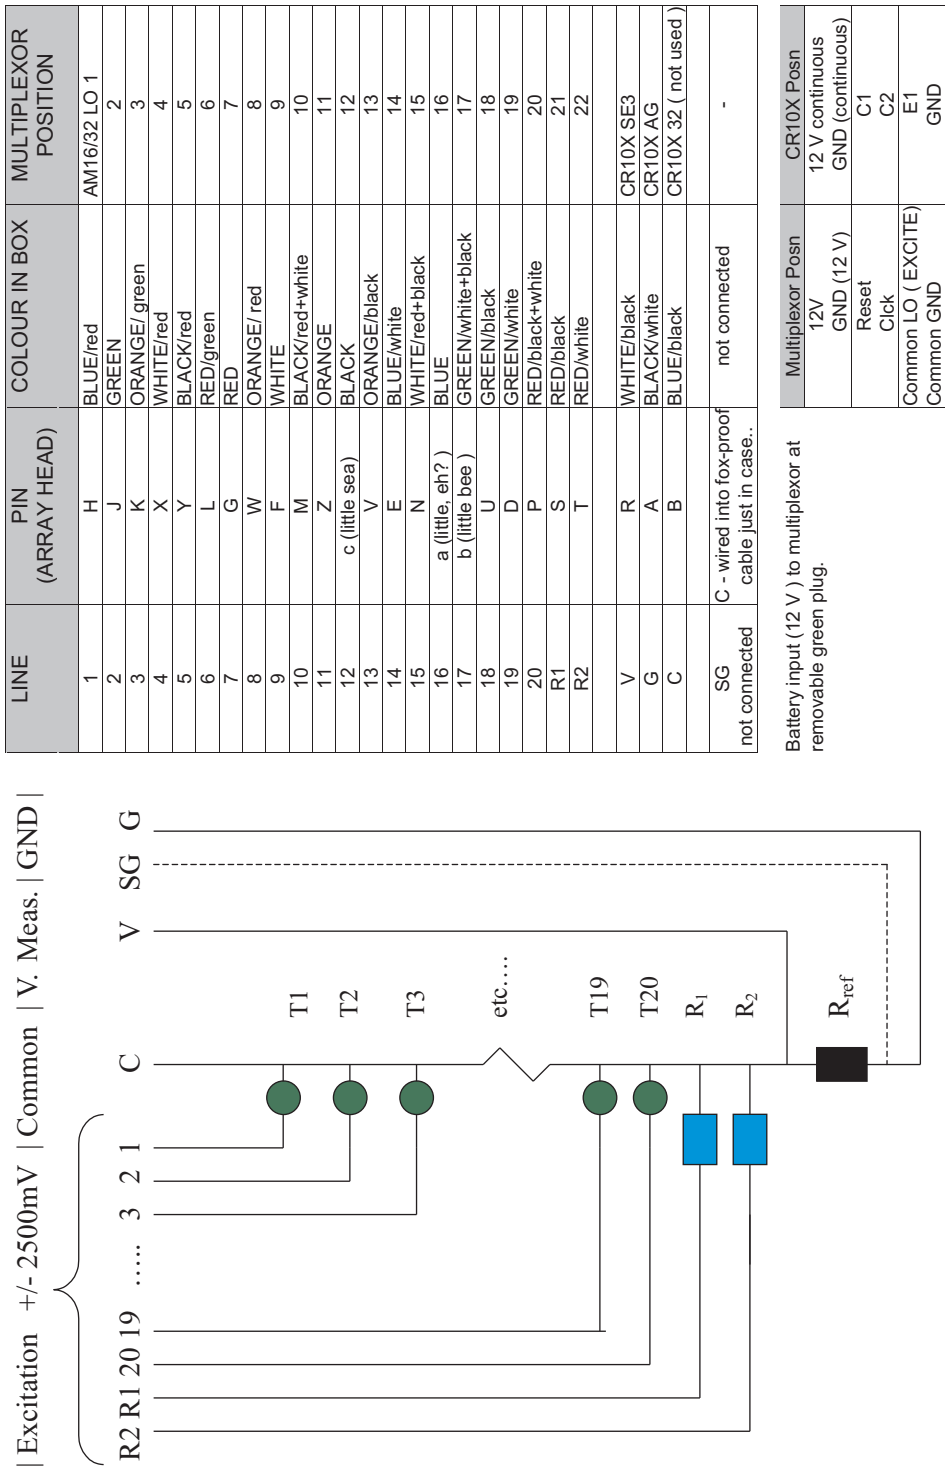 | Excitation +/- 2500mV | Common | V. Meas. | GND |
R2 R1 20 19 ..... 3 2 1 C V SG G
T1
T2
T3
etc….
T19
T20
R₁
R₂
R_ref
LINE PIN (ARRAY HEAD) COLOUR IN BOX MULTIPLEXOR POSITION
1 H BLUE/red AM16/32 LO 1
2 J GREEN 2
3 K ORANGE/ green 3
4 X WHITE/red 4
5 Y BLACK/red 5
6 L RED/green 6
7 G RED 7
8 W ORANGE/ red 8
9 F WHITE 9
10 M BLACK/red+white 10
11 Z ORANGE 11
12 c (little sea) BLACK 12
13 V ORANGE/black 13
14 E BLUE/white 14
15 N WHITE/red+black 15
16 a (little, eh? ) BLUE 16
17 b (little bee ) GREEN/white+black 17
18 U GREEN/black 18
19 D GREEN/white 19
20 P RED/black+white 20
R1 S RED/black 21
R2 T RED/white 22
V R WHITE/black CR10X SE3
G A BLACK/white CR10X AG
C B BLUE/black CR10X 32 ( not used )
SG C - wired into fox-proof not connected -
not connected cable just in case..
Battery input (12 V ) to multiplexor at
removable green plug.
Multiplexor Posn CR10X Posn
12V 12 V continuous
GND (12 V) GND (continuous)
Reset C1
Clck C2
Common LO ( EXCITE) E1
Common GND GND